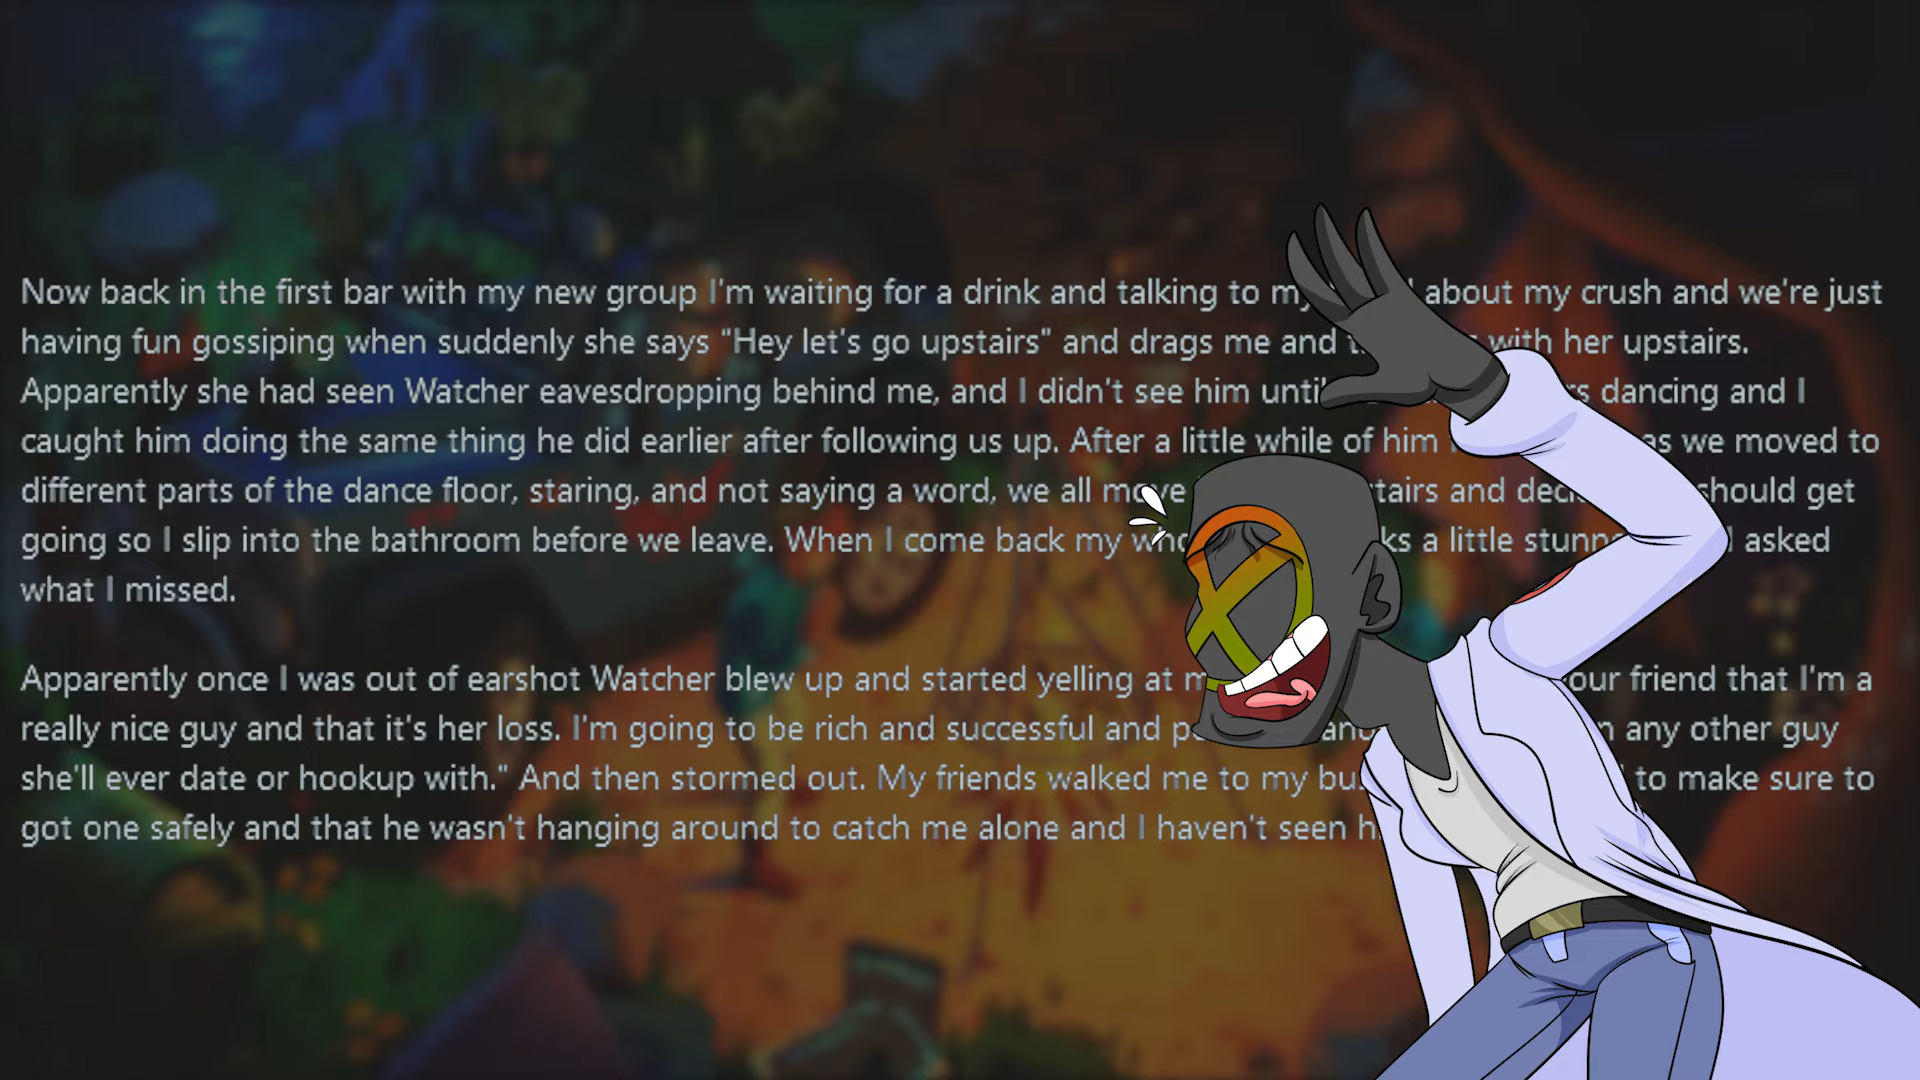 Now back in the first bar with my new group I'm waiting for a drink and talking to my about my crush and we're just
having fun gossiping when suddenly she says "Hey let's go upstairs" and drags me and with her upstairs.
Apparently she had seen Watcher eavesdropping behind me, and I didn't see him until dancing and I
caught him doing the same thing he did earlier after following us up. After a little while of him as we moved to
different parts of the dance floor, staring, and not saying a word, we all move and should get
going so I slip into the bathroom before we leave. When I come back my a little I asked
what I missed.
Apparently once I was out of earshot Watcher blew up and started yelling at friend that I'm a
really nice guy and that it's her loss. I'm going to be rich and successful and any other guy
she'll ever date or hookup with." And then stormed out. My friends walked me to my to make sure to
got one safely and that he wasn't hanging around to catch me alone and I haven't seen